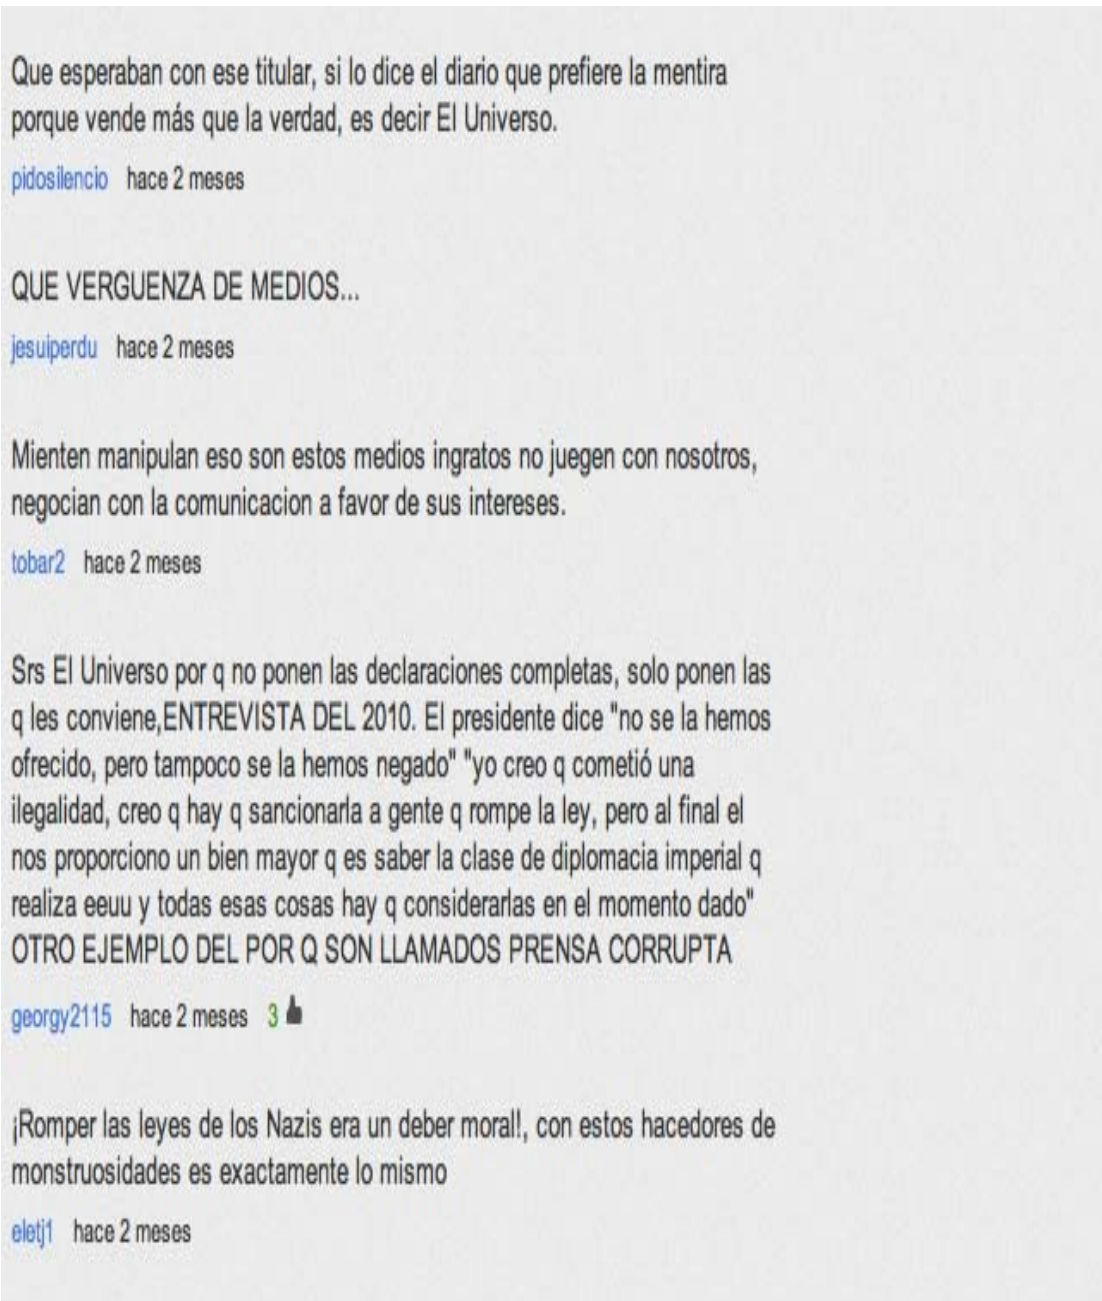 Que esperaban con ese titular, si lo dice el diario que prefiere la mentira
porque vende más que la verdad, es decir El Universo.
pidosilencio hace 2 meses
QUE VERGUENZA DE MEDIOS...
jesuiperdu hace 2 meses
Mienten manipulan eso son estos medios ingratos no juegen con nosotros,
negocian con la comunicacion a favor de sus intereses.
tobar2 hace 2 meses
Srs El Universo por q no ponen las declaraciones completas, solo ponen las
q les conviene,ENTREVISTA DEL 2010. El presidente dice "no se la hemos
ofrecido, pero tampoco se la hemos negado" "yo creo q cometió una
ilegalidad, creo q hay q sancionarla a gente q rompe la ley, pero al final el
nos proporciono un bien mayor q es saber la clase de diplomacia imperial q
realiza eeuu y todas esas cosas hay q considerarlas en el momento dado"
OTRO EJEMPLO DEL POR Q SON LLAMADOS PRENSA CORRUPTA
georgy2115 hace 2 meses 3
¡Romper las leyes de los Nazis era un deber moral!, con estos hacedores de
monstruosidades es exactamente lo mismo
eletj1 hace 2 meses